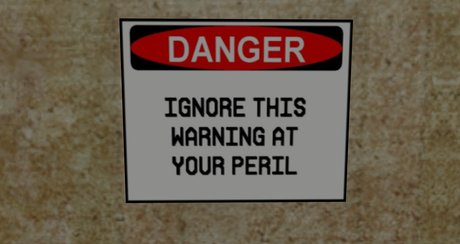 DANGER
IGNORE THIS
WARNING AT
YOUR PERIL